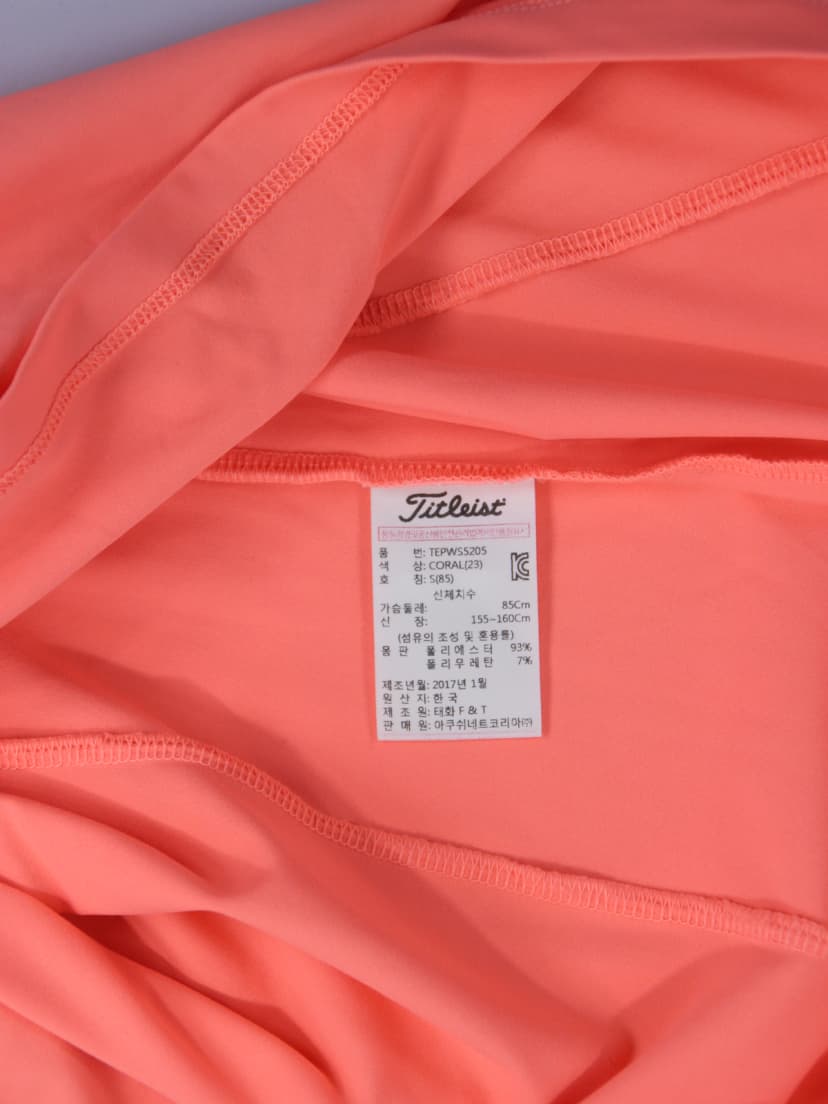 Titleist
품 번: TEPWS5205
색 상: CORAL(23)
호 칭: S(85)
신체치수
가슴둘레: 85Cm
신 장: 155~160Cm
(섬유의 조성 및 혼용률)
몸 판 폴리에스터 93%
폴리우레탄 7%
제조년월: 2017년 1월
원 산 지: 한 국
제 조 원: 태화 F & T
판 매 원: 아쿠쉬네트코리아㈜